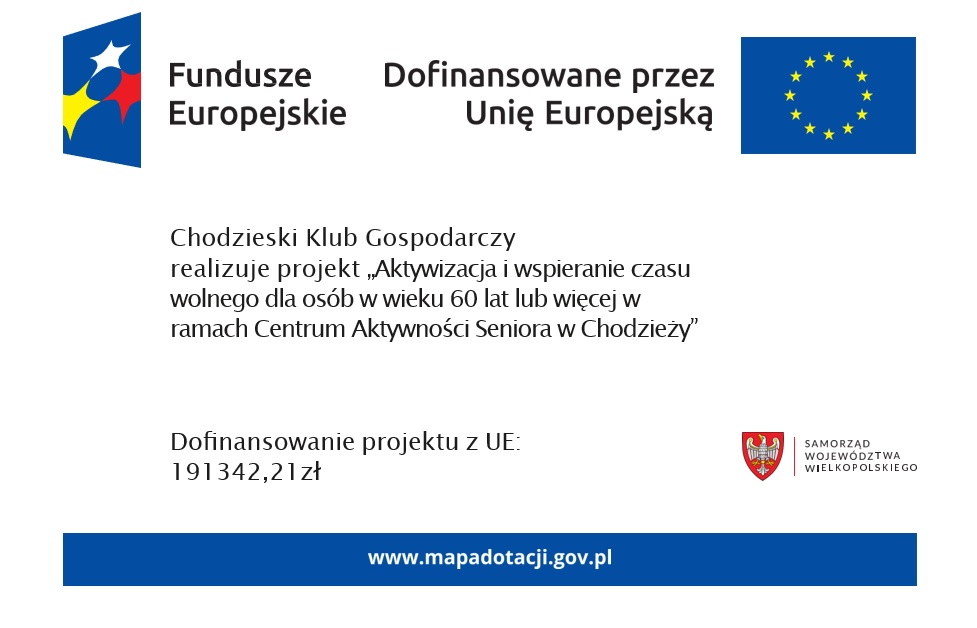 Fundusze
Europejskie
Dofinansowane przez
Unię Europejską
Chodzieski Klub Gospodarczy
realizuje projekt „Aktywizacja i wspieranie czasu
wolnego dla osób w wieku 60 lat lub więcej w
ramach Centrum Aktywności Seniora w Chodzieży”
Dofinansowanie projektu z UE:
191342,21zł
SAMORZĄD
WOJEWÓDZTWA
WIELKOPOLSKIEGO
www.mapadotacji.gov.pl